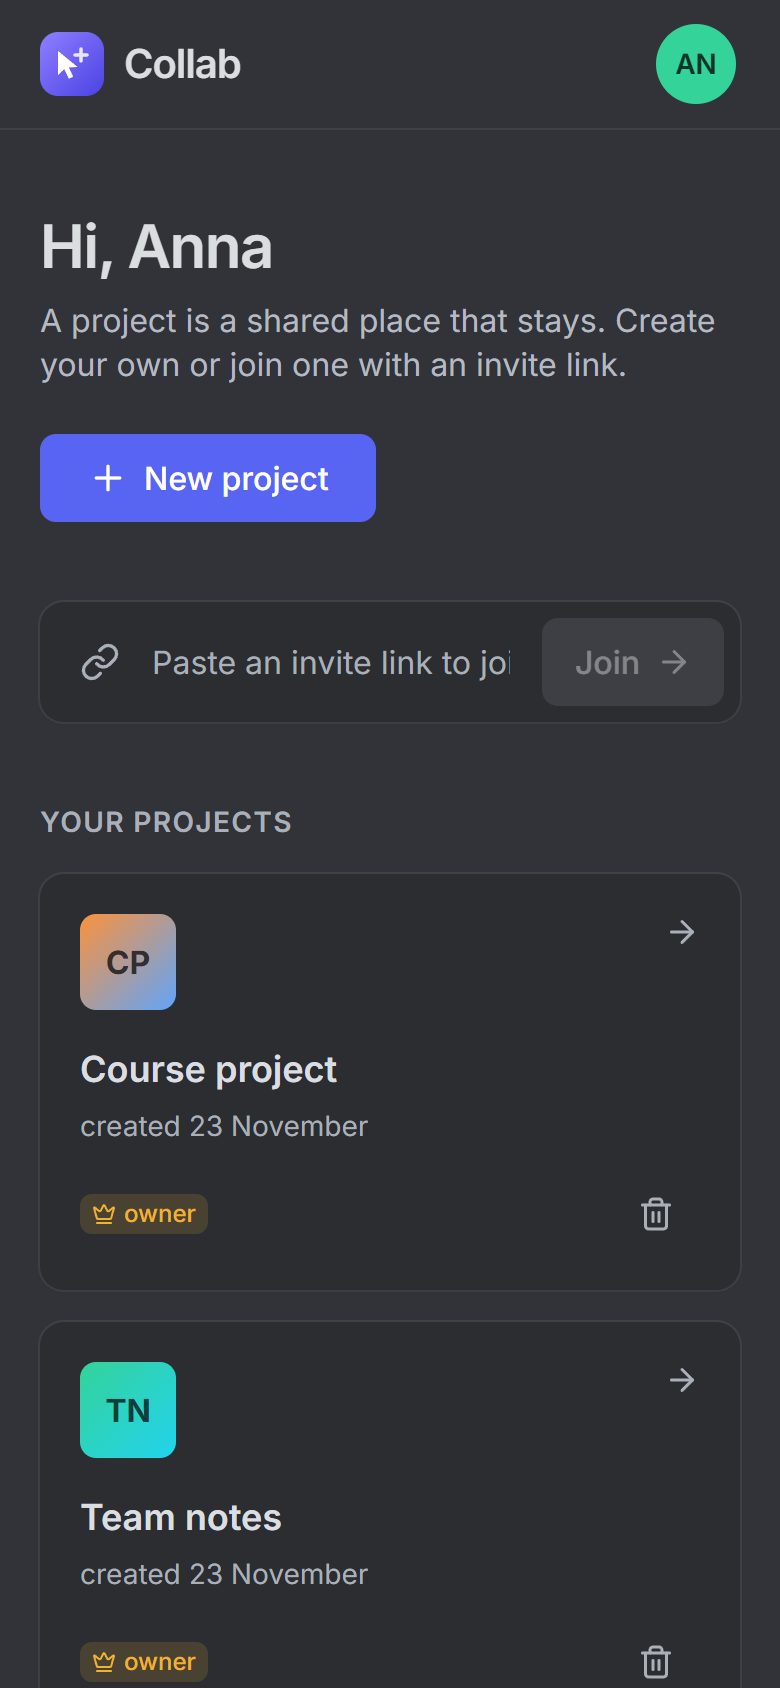 Collab
AN
Hi, Anna
A project is a shared place that stays. Create
your own or join one with an invite link.
New project
Paste an invite link to joi
Join
YOUR PROJECTS
CP
Course project
created 23 November
owner
TN
Team notes
created 23 November
owner